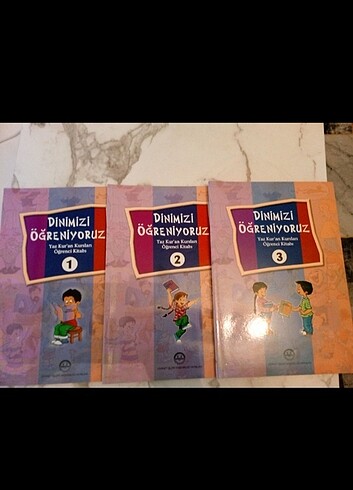 DİNİMİZİ
ÖĞRENİYORUZ
Yaz Kur'an Kursları
Öğrenci Kitabı
1
DİNİMİZİ
ÖĞRENİYORUZ
Yaz Kur'an Kursları
Öğrenci Kitabı
2
DİNİMİZİ
ÖĞRENİYORUZ
Yaz Kur'an Kursları
Öğrenci Kitabı
3